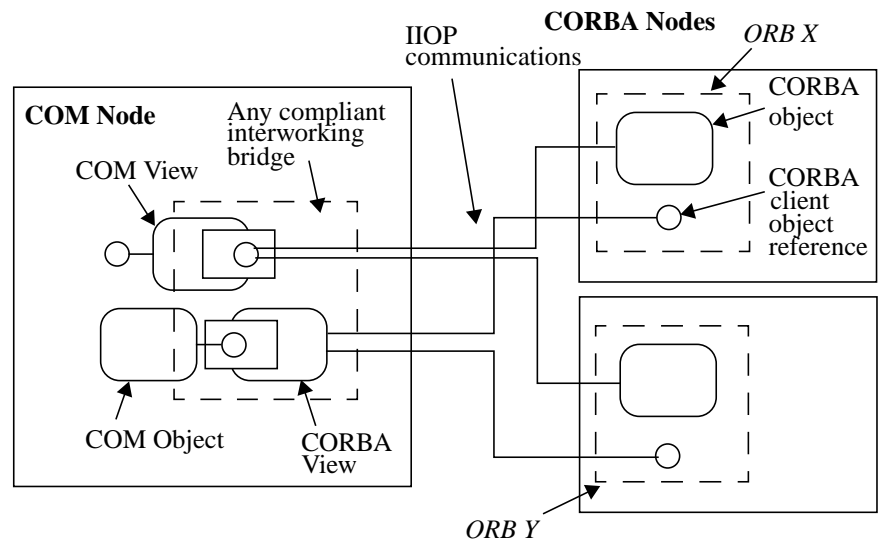 CORBA Nodes
ORB X
IIOP
communications
CORBA
object
COM Node
Any compliant
interworking
bridge
COM View
CORBA
client
object
reference
COM Object
CORBA
View
ORB Y